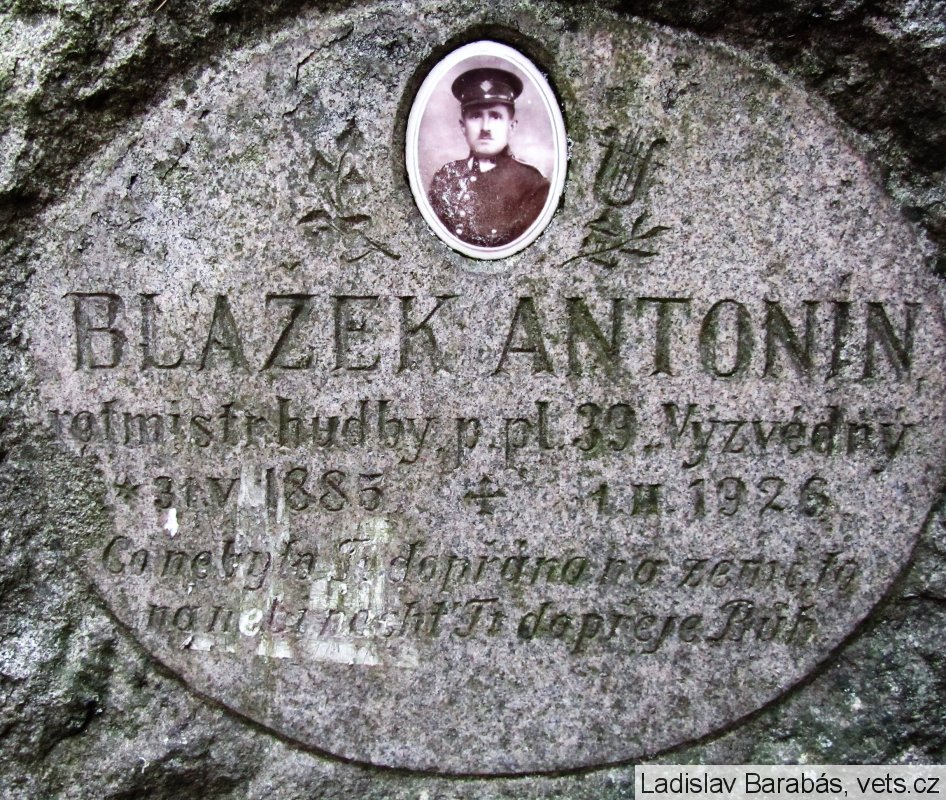 BLAŽEK ANTONÍN,
rotmistr hudby, p. pl. 39. Výzvědný
* 31. V. 1885 ✝ 1. II. 1926
Co nebylo Ti dopřáno na zemi, to
na nebi nechť Ti dopřeje Bůh.
Ladislav Barabás, vets.cz